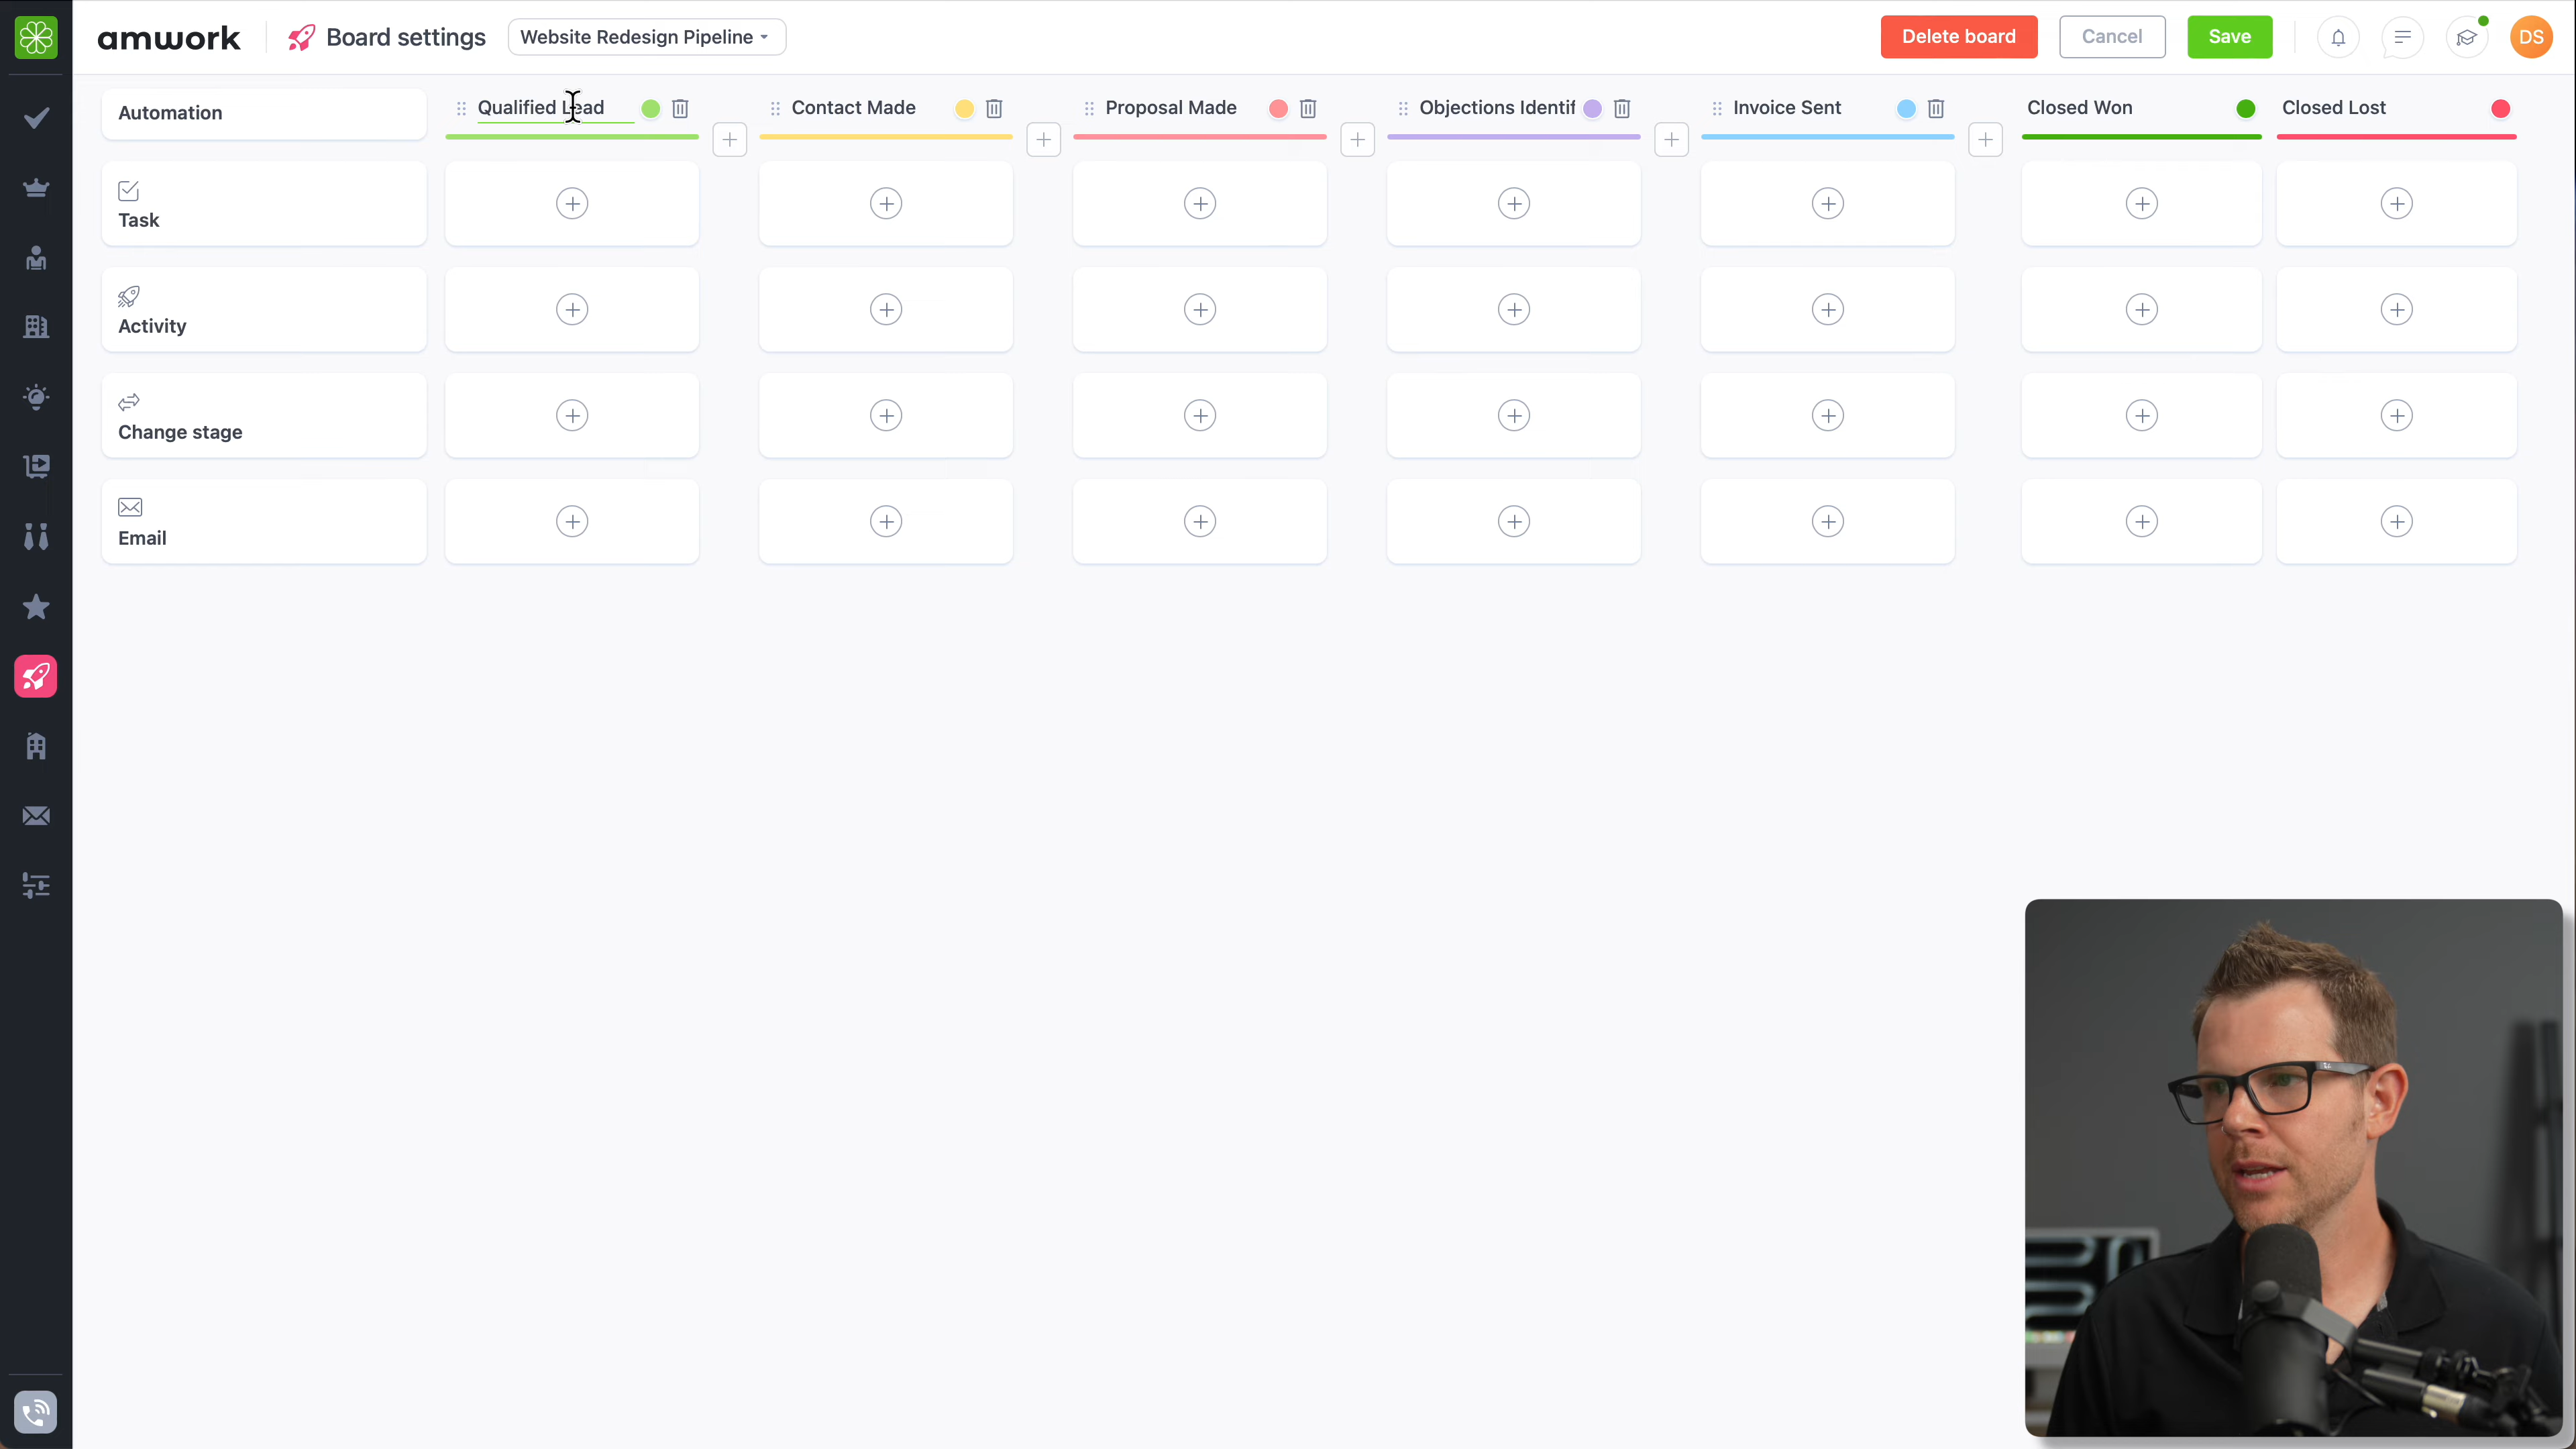 amwork
Board settings
Website Redesign Pipeline
Delete board
Cancel
Save
DS
Automation
Qualified Lead
Contact Made
Proposal Made
Objections Identif
Invoice Sent
Closed Won
Closed Lost
Task
Activity
Change stage
Email